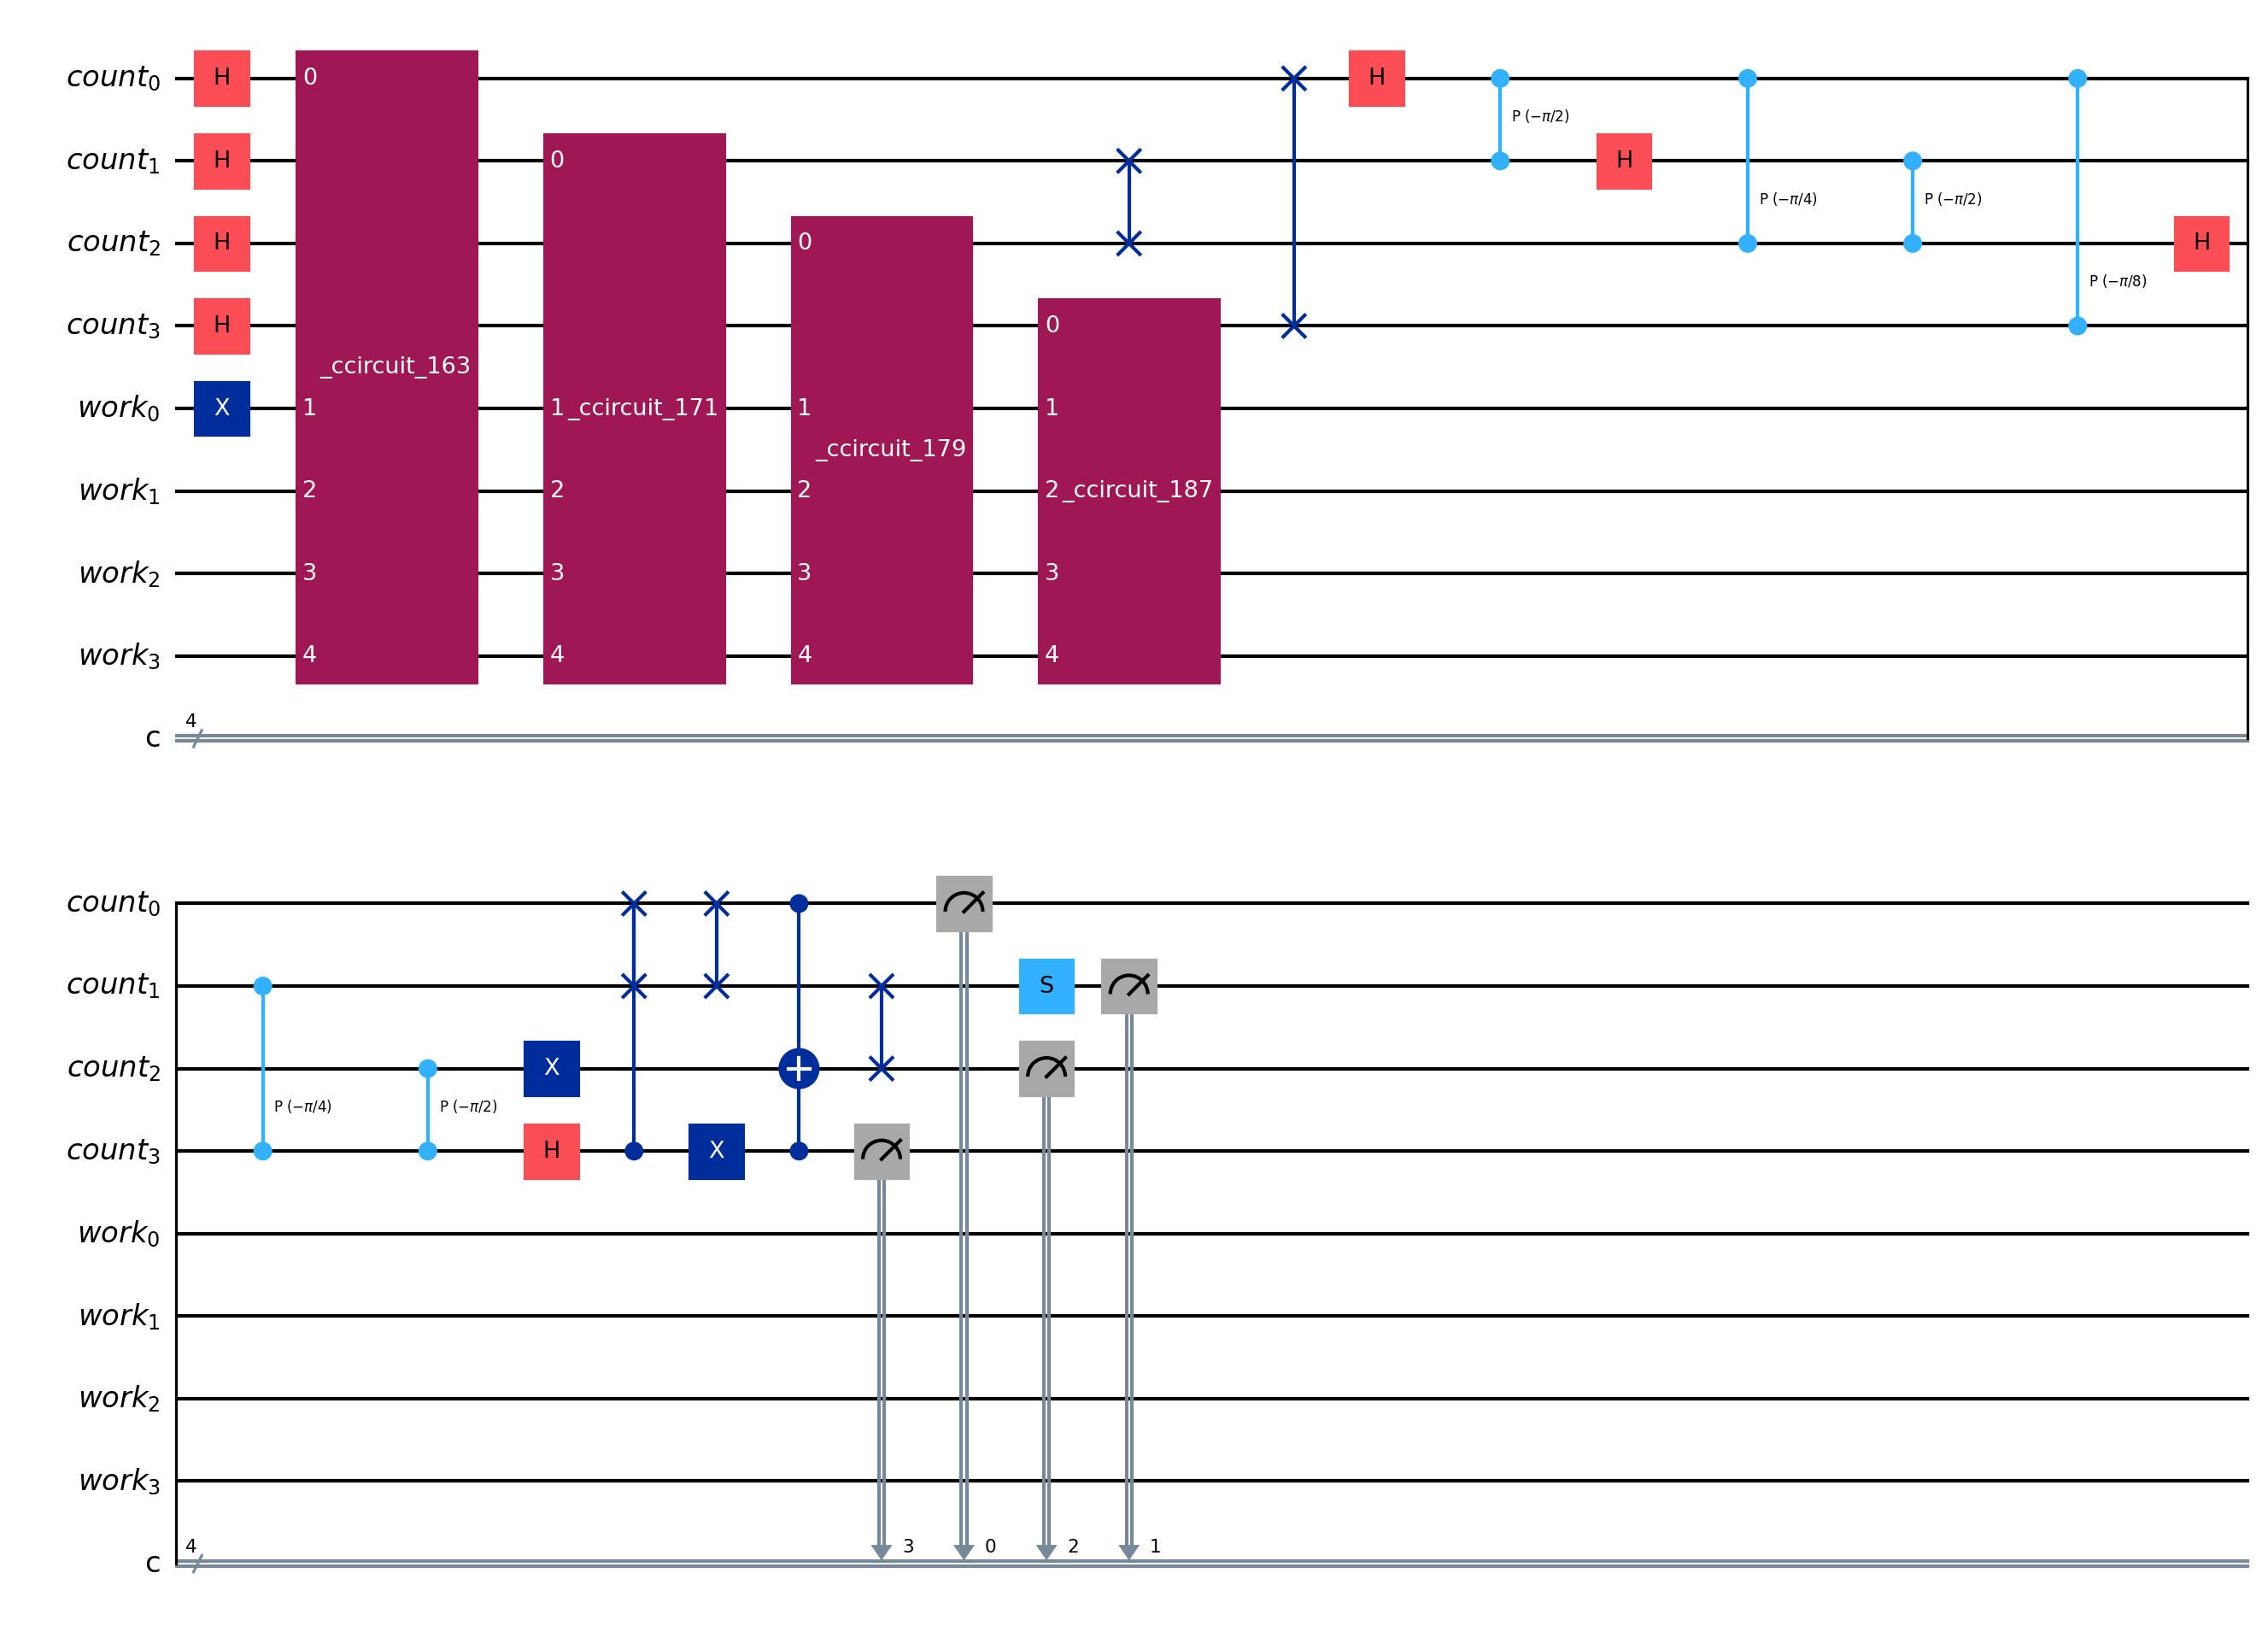 count0 H 0 H
P (−π/2)
count1 H 0 H
P (−π/4) P (−π/2)
count2 H 0 H
P (−π/8)
count3 H 0
_ccircuit_163
work0 X 1 1 _ccircuit_171 1 1
_ccircuit_179
work1 2 2 2 2 _ccircuit_187
work2 3 3 3 3
work3 4 4 4 4
4
c
count0
count1 S
count2 X
P (−π/4) P (−π/2)
count3 H X
work0
work1
work2
work3
4 3 0 2 1
c